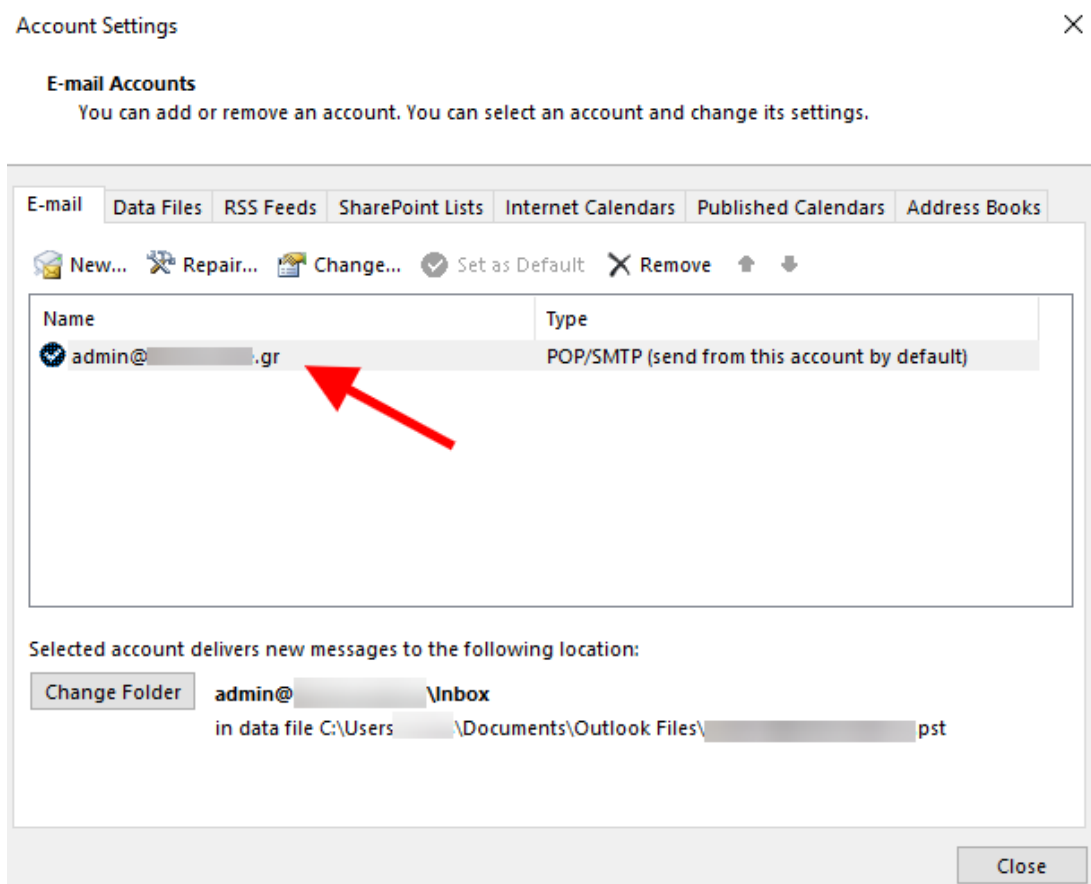 Account Settings
E-mail Accounts
You can add or remove an account. You can select an account and change its settings.
E-mail Data Files RSS Feeds SharePoint Lists Internet Calendars Published Calendars Address Books
New... Repair... Change... Set as Default Remove
Name Type
admin@ .gr POP/SMTP (send from this account by default)
Selected account delivers new messages to the following location:
Change Folder admin@ \Inbox
in data file C:\Users \Documents\Outlook Files\ pst
Close